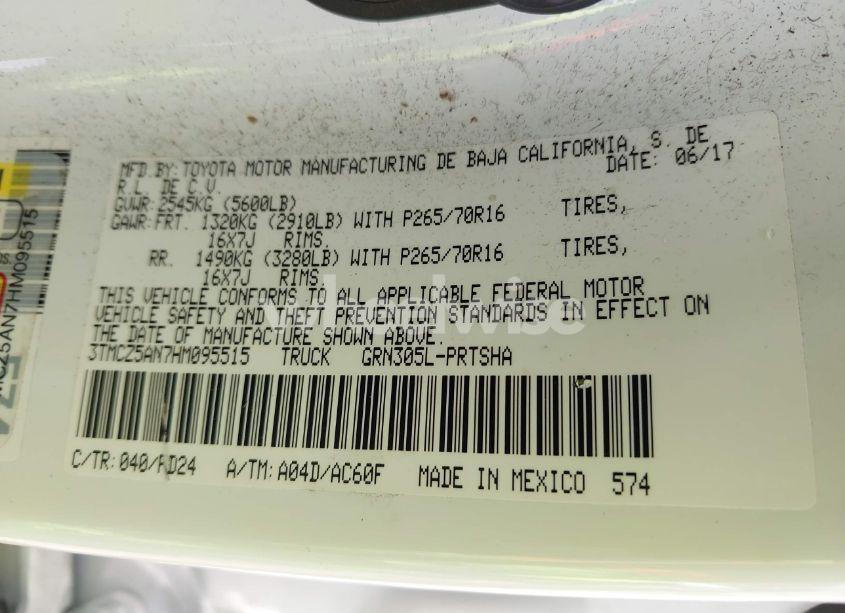 MFD.BY:TOYOTA MOTOR MANUFACTURING DE BAJA CALIFORNIA, S. DE
R.L. DE C.V. DATE: 06/17
GVWR:2545KG (5600LB)
GAWR:FRT. 1320KG (2910LB) WITH P265/70R16 TIRES,
16X7J RIMS.
RR. 1490KG (3280LB) WITH P265/70R16 TIRES,
16X7J RIMS.
THIS VEHICLE CONFORMS TO ALL APPLICABLE FEDERAL MOTOR
VEHICLE SAFETY AND THEFT PREVENTION STANDARDS IN EFFECT ON
THE DATE OF MANUFACTURE SHOWN ABOVE.
3TMCZ5AN7HM095515 TRUCK GRN305L-PRTSHA
C/TR:040/FD24 A/TM:A04D/AC60F MADE IN MEXICO 574
MCZ5AN7HM095515